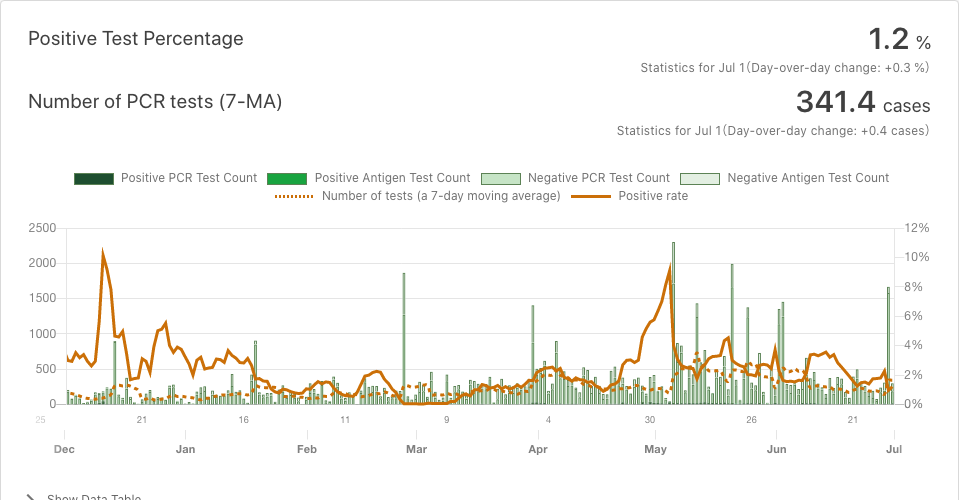 Positive Test Percentage
1.2 %
Statistics for Jul 1(Day-over-day change: +0.3 %)
Number of PCR tests (7-MA)
341.4 cases
Statistics for Jul 1(Day-over-day change: +0.4 cases)
Positive PCR Test Count Positive Antigen Test Count Negative PCR Test Count Negative Antigen Test Count
Number of tests (a 7-day moving average) Positive rate
2500 12%
2000 10%
1500 8%
1000 6%
500 4%
0 2%
0%
25 21 16 11 9 4 30 26 21
Dec Jan Feb Mar Apr May Jun Jul
Show Data Table